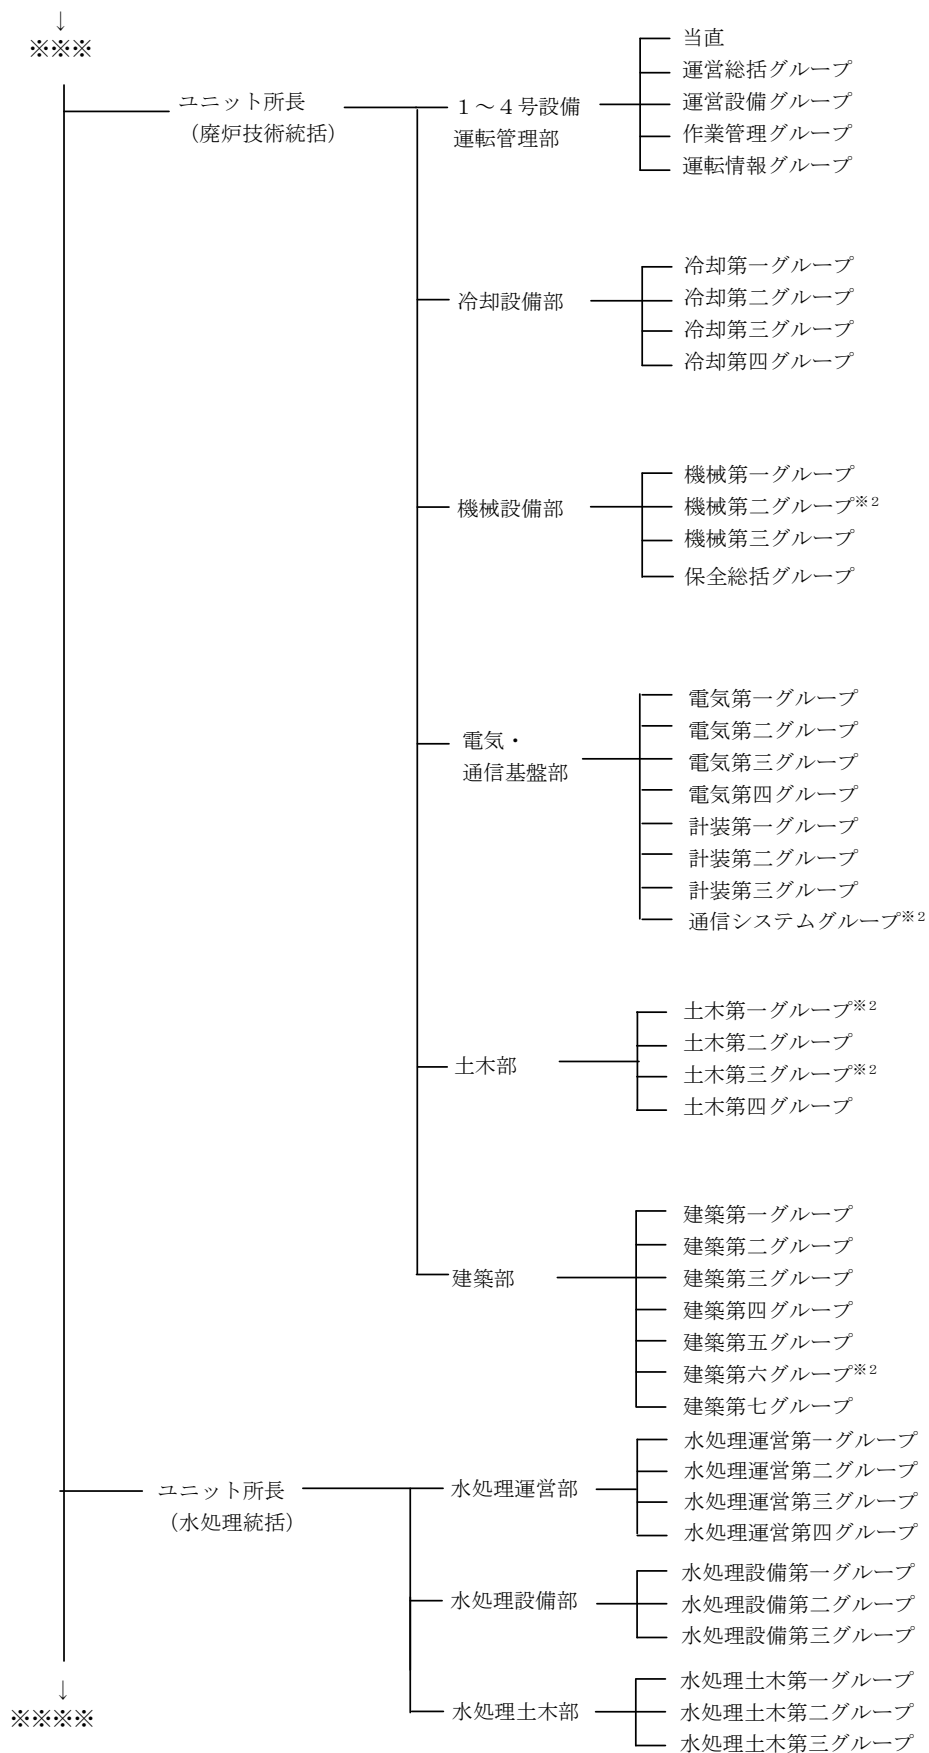 ↓
※※※
ユニット所長
（廃炉技術統括）
１～４号設備
運転管理部
当直
運営総括グループ
運営設備グループ
作業管理グループ
運転情報グループ
冷却設備部
冷却第一グループ
冷却第二グループ
冷却第三グループ
冷却第四グループ
機械設備部
機械第一グループ
機械第二グループ※２
機械第三グループ
保全総括グループ
電気・
通信基盤部
電気第一グループ
電気第二グループ
電気第三グループ
電気第四グループ
計装第一グループ
計装第二グループ
計装第三グループ
通信システムグループ※２
土木部
土木第一グループ※２
土木第二グループ
土木第三グループ※２
土木第四グループ
建築部
建築第一グループ
建築第二グループ
建築第三グループ
建築第四グループ
建築第五グループ
建築第六グループ※２
建築第七グループ
ユニット所長
（水処理統括）
水処理運営部
水処理運営第一グループ
水処理運営第二グループ
水処理運営第三グループ
水処理運営第四グループ
水処理設備部
水処理設備第一グループ
水処理設備第二グループ
水処理設備第三グループ
水処理土木部
水処理土木第一グループ
水処理土木第二グループ
水処理土木第三グループ
↓
※※※※